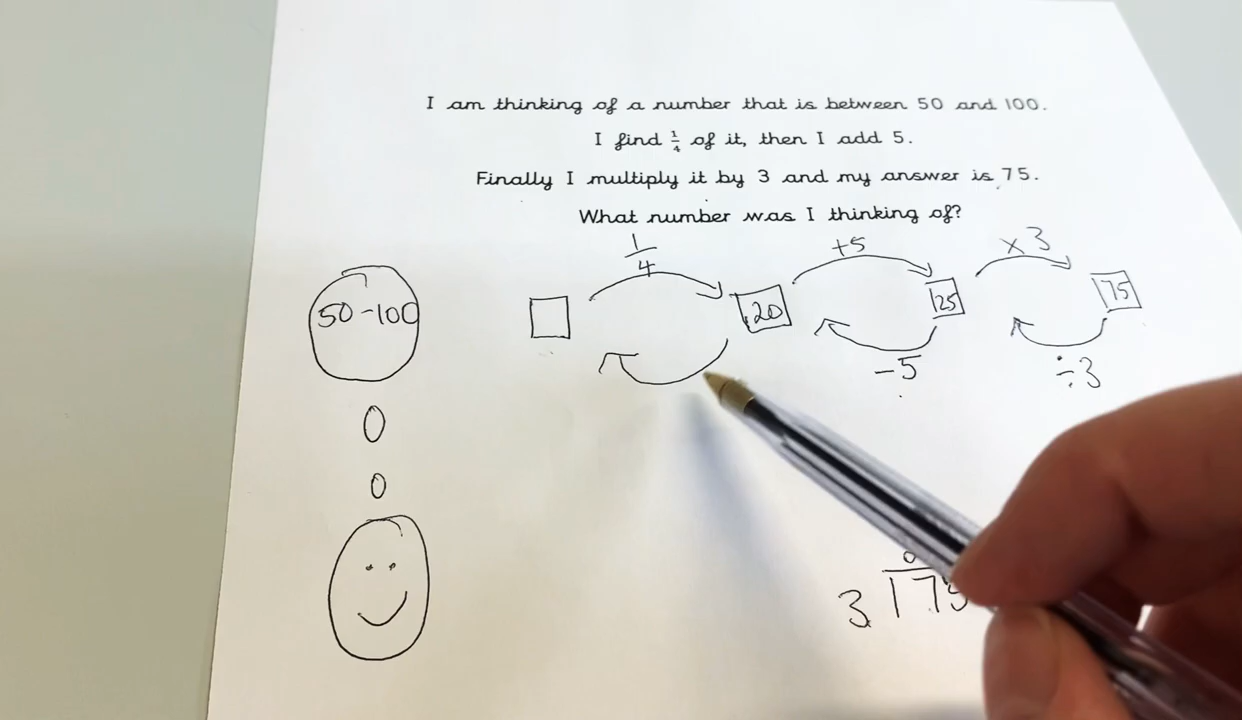 I am thinking of a number that is between 50 and 100.
I find 1/4 of it, then I add 5.
Finally I multiply it by 3 and my answer is 75.
What number was I thinking of?
1/4 +5 ×3
50-100 20 25 75
-5 ÷3
0
3 175